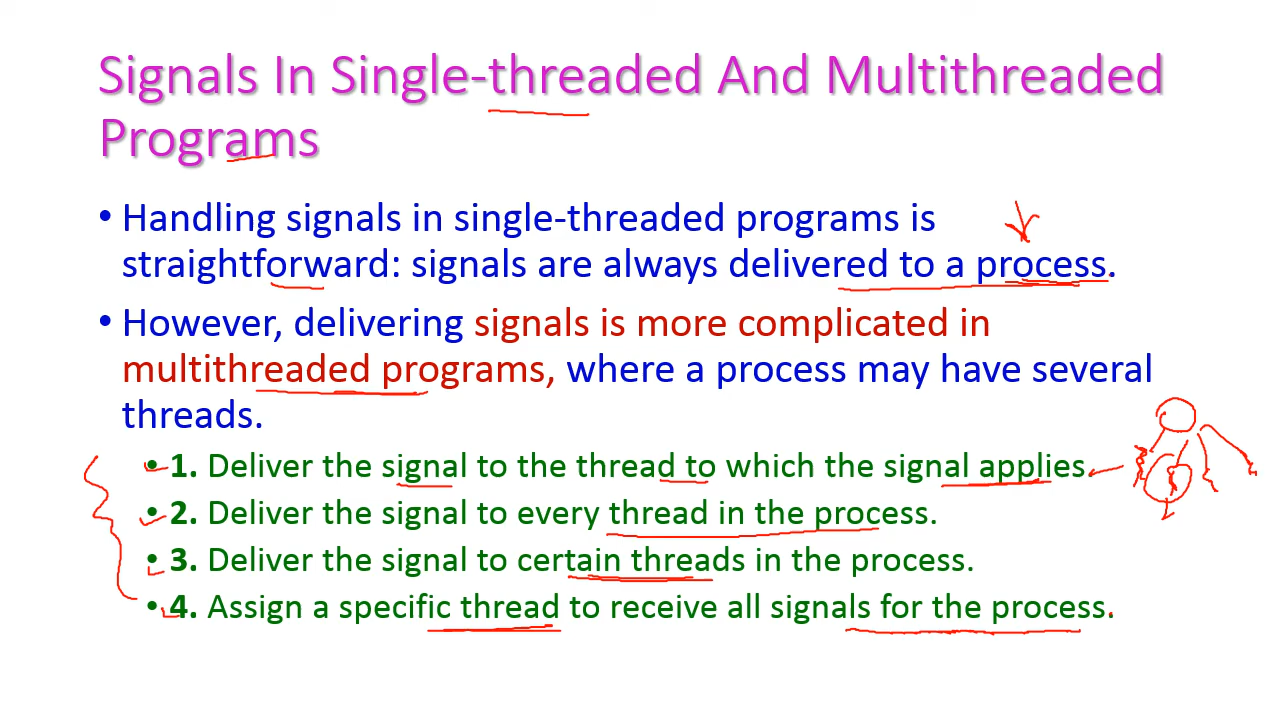 Signals In Single-threaded And Multithreaded
Programs
• Handling signals in single-threaded programs is
straightforward: signals are always delivered to a process.
• However, delivering signals is more complicated in
multithreaded programs, where a process may have several
threads.
• 1. Deliver the signal to the thread to which the signal applies.
• 2. Deliver the signal to every thread in the process.
• 3. Deliver the signal to certain threads in the process.
• 4. Assign a specific thread to receive all signals for the process.